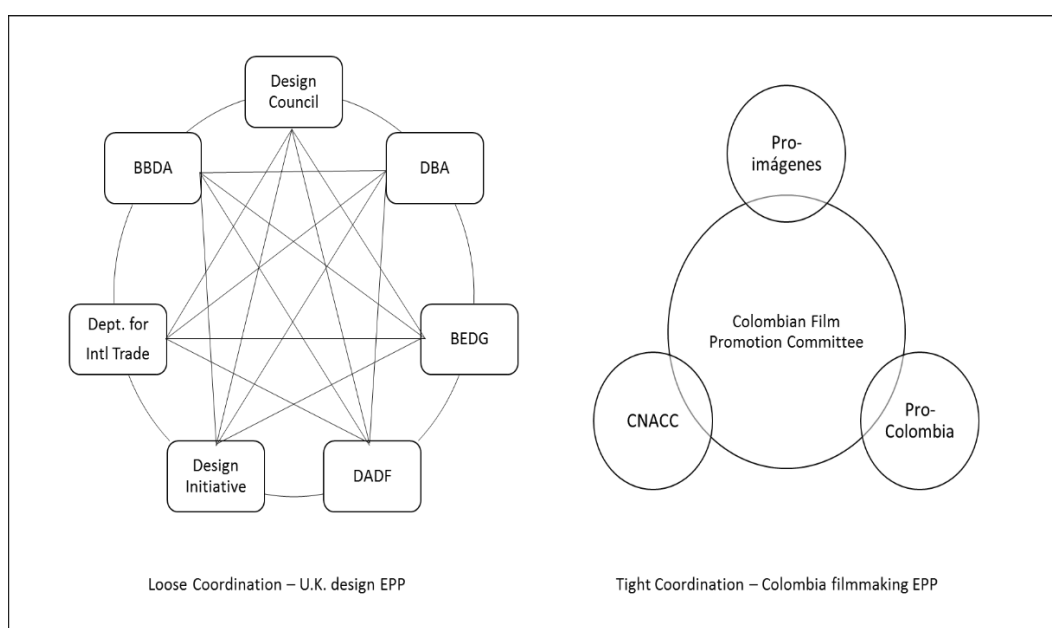 Design
Council
BBDA
DBA
Dept. for
Intl Trade
BEDG
Design
Initiative
DADF
Loose Coordination – U.K. design EPP
Pro-
imágenes
Colombian Film
Promotion Committee
CNACC
Pro-
Colombia
Tight Coordination – Colombia filmmaking EPP